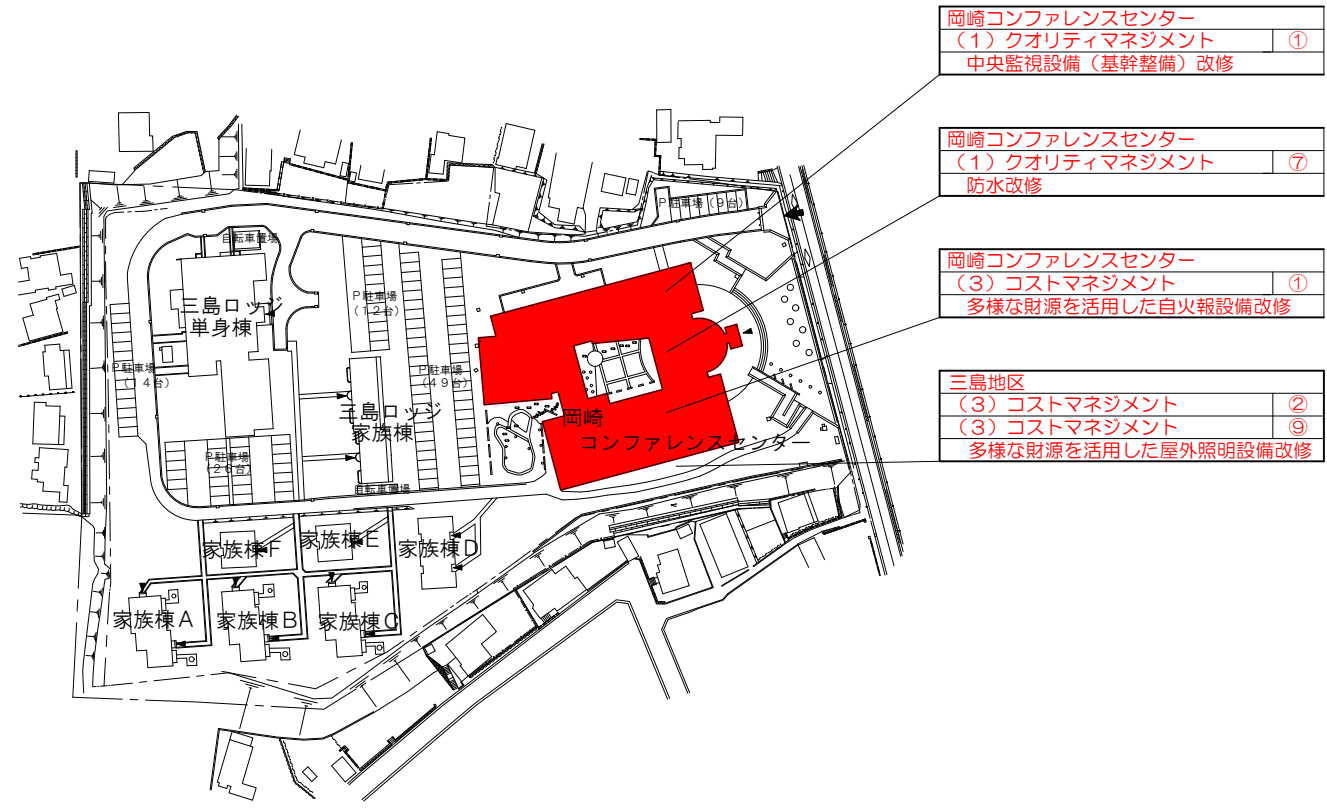 岡崎コンファレンスセンター
(1)クオリティマネジメント ①
中央監視設備(基幹整備)改修
岡崎コンファレンスセンター
(1)クオリティマネジメント ⑦
防水改修
岡崎コンファレンスセンター
(3)コストマネジメント ①
多様な財源を活用した自火報設備改修
三島地区
(3)コストマネジメント ②
(3)コストマネジメント ⑨
多様な財源を活用した屋外照明設備改修
P駐車場(9台)
自転車置場
三島ロッジ
単身棟
P駐車場
(12台)
P駐車場
(14台)
P駐車場
(49台)
三島ロッジ
家族棟
岡崎
コンファレンスセンター
P駐車場
(26台)
自転車置場
家族棟F
家族棟E
家族棟D
家族棟A
家族棟B
家族棟C